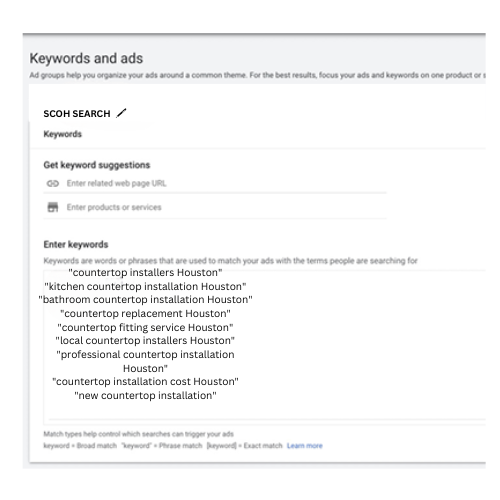 Keywords and ads
Ad groups help you organize your ads around a common theme. For the best results, focus your ads and keywords on one product or s
SCOH SEARCH
Keywords
Get keyword suggestions
Enter related web page URL
Enter products or services
Enter keywords
Keywords are words or phrases that are used to match your ads with the terms people are searching for
"countertop installers Houston"
"kitchen countertop installation Houston"
"bathroom countertop installation Houston"
"countertop replacement Houston"
"countertop fitting service Houston"
"local countertop installers Houston"
"professional countertop installation
Houston"
"countertop installation cost Houston"
"new countertop installation"
Match types help control which searches can trigger your ads
keyword = Broad match "keyword" = Phrase match [keyword] = Exact match Learn more